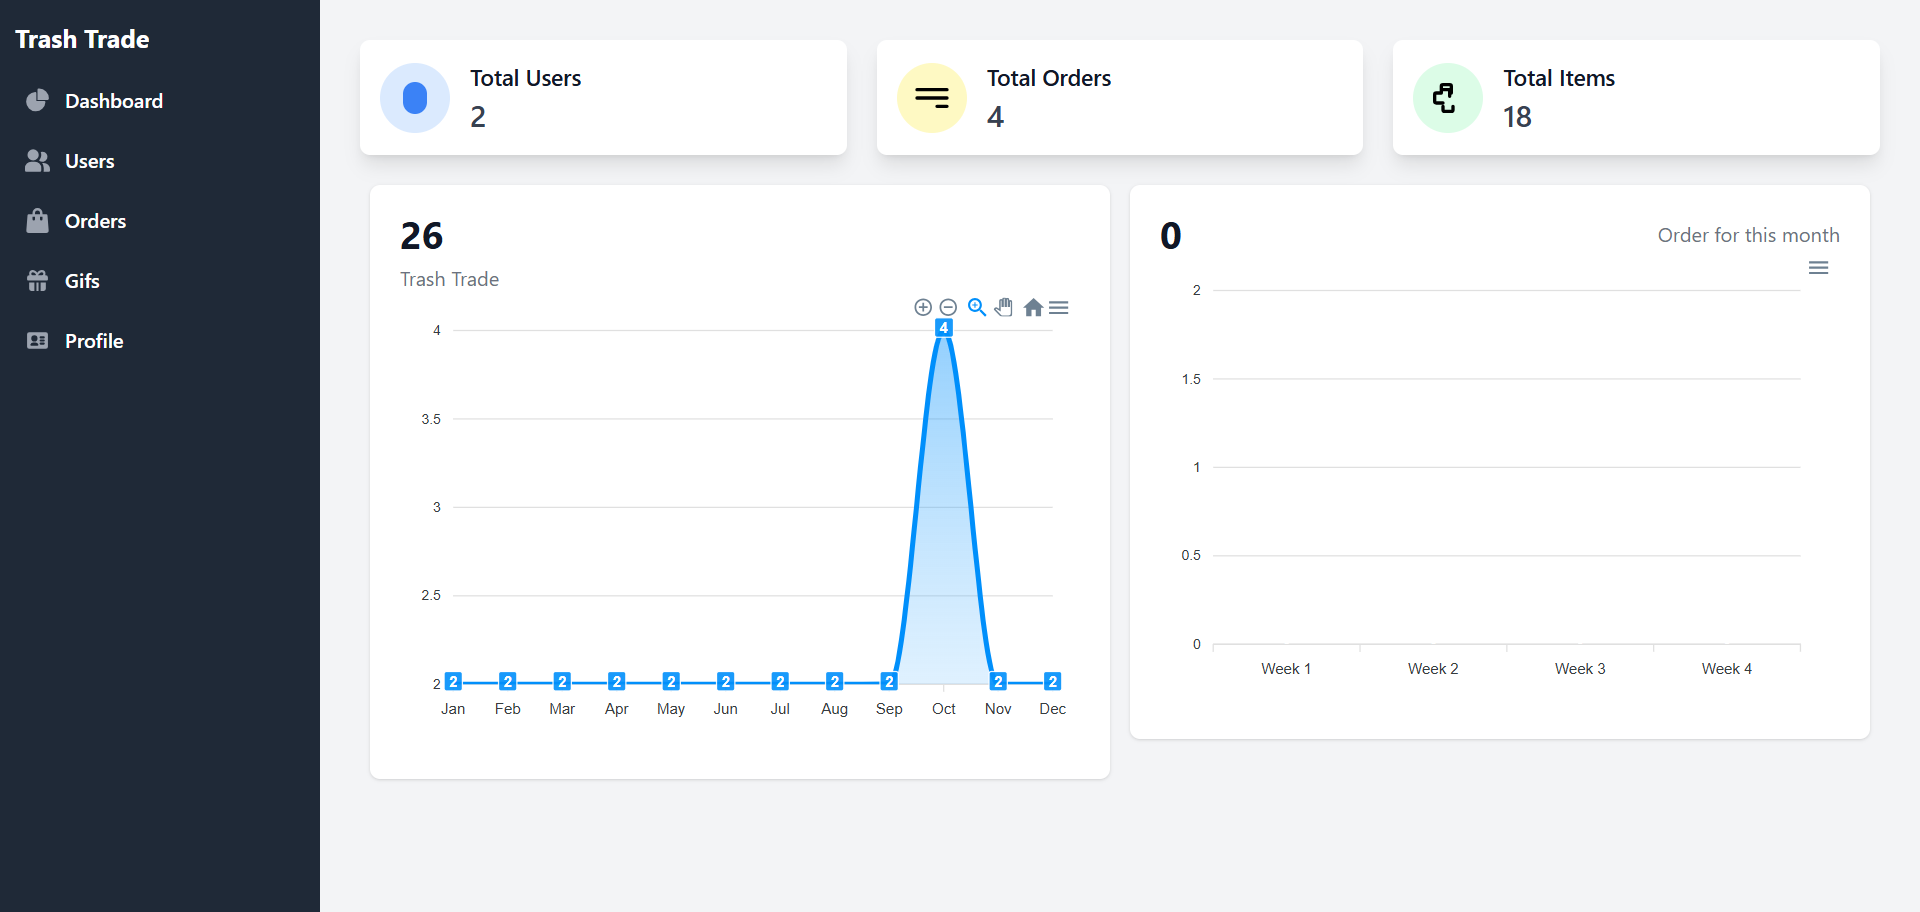 Trash Trade
Dashboard
Users
Orders
Gifs
Profile
Total Users
2
Total Orders
4
Total Items
18
26
Trash Trade
4
3.5
3
2.5
2
2 2 2 2 2 2 2 2 2 4 2 2
Jan Feb Mar Apr May Jun Jul Aug Sep Oct Nov Dec
0
Order for this month
2
1.5
1
0.5
0
Week 1 Week 2 Week 3 Week 4